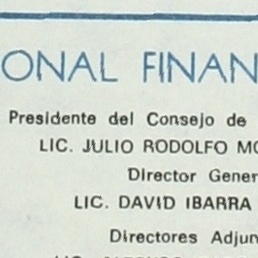 ONAL FINAN
Presidente del Consejo de
LIC. JULIO RODOLFO MO
Director Gener
LIC. DAVID IBARRA
Directores Adjun